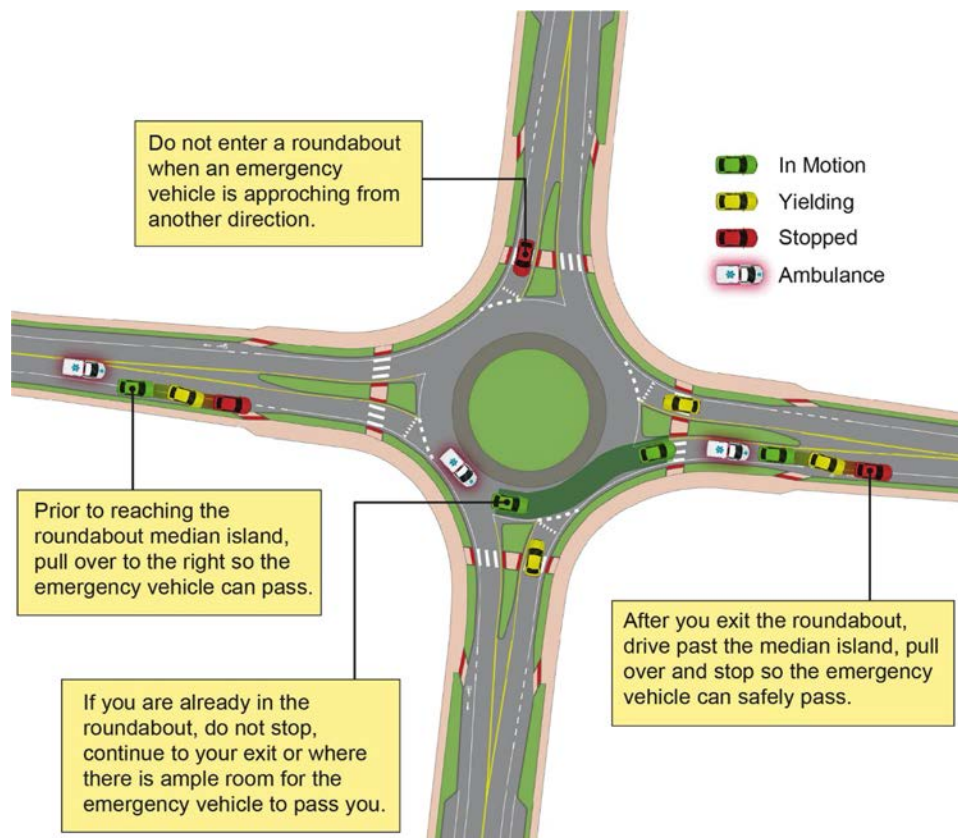 Do not enter a roundabout
when an emergency
vehicle is approching from
another direction.
In Motion
Yielding
Stopped
Ambulance
Prior to reaching the
roundabout median island,
pull over to the right so the
emergency vehicle can pass.
After you exit the roundabout,
drive past the median island, pull
over and stop so the emergency
vehicle can safely pass.
If you are already in the
roundabout, do not stop,
continue to your exit or where
there is ample room for the
emergency vehicle to pass you.